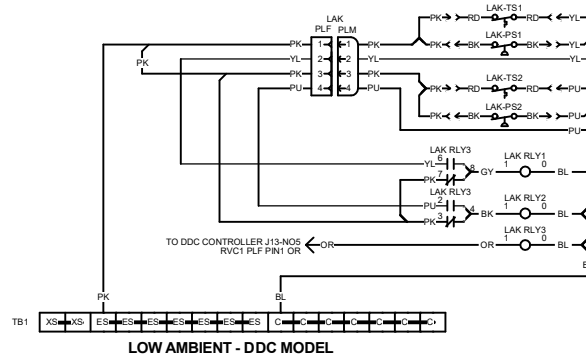 LAK-TS1
PK RD RD YL
LAK
PLF PLM
LAK-PS1
PK 1 1 PK PK BK BK YL
YL 2 2 YL YL
PK
PK 3 3 PK
LAK-TS2
PU 4 4 PU PK RD RD PU
LAK-PS2
PK BK BK PU
PU
LAK RLY3
6 LAK RLY1
YL 8 GY 1 0 BL
PK 7
LAK RLY3
PU 2 LAK RLY2
4 BK 1 0 BL
PK 3
LAK RLY3
TO DDC CONTROLLER J13-NO5 OR OR 1 0 BL
RVC1 PLF PIN1 OR
PK BL
TB1 XS XS ES ES ES ES ES ES C C C C C C C
LOW AMBIENT - DDC MODEL